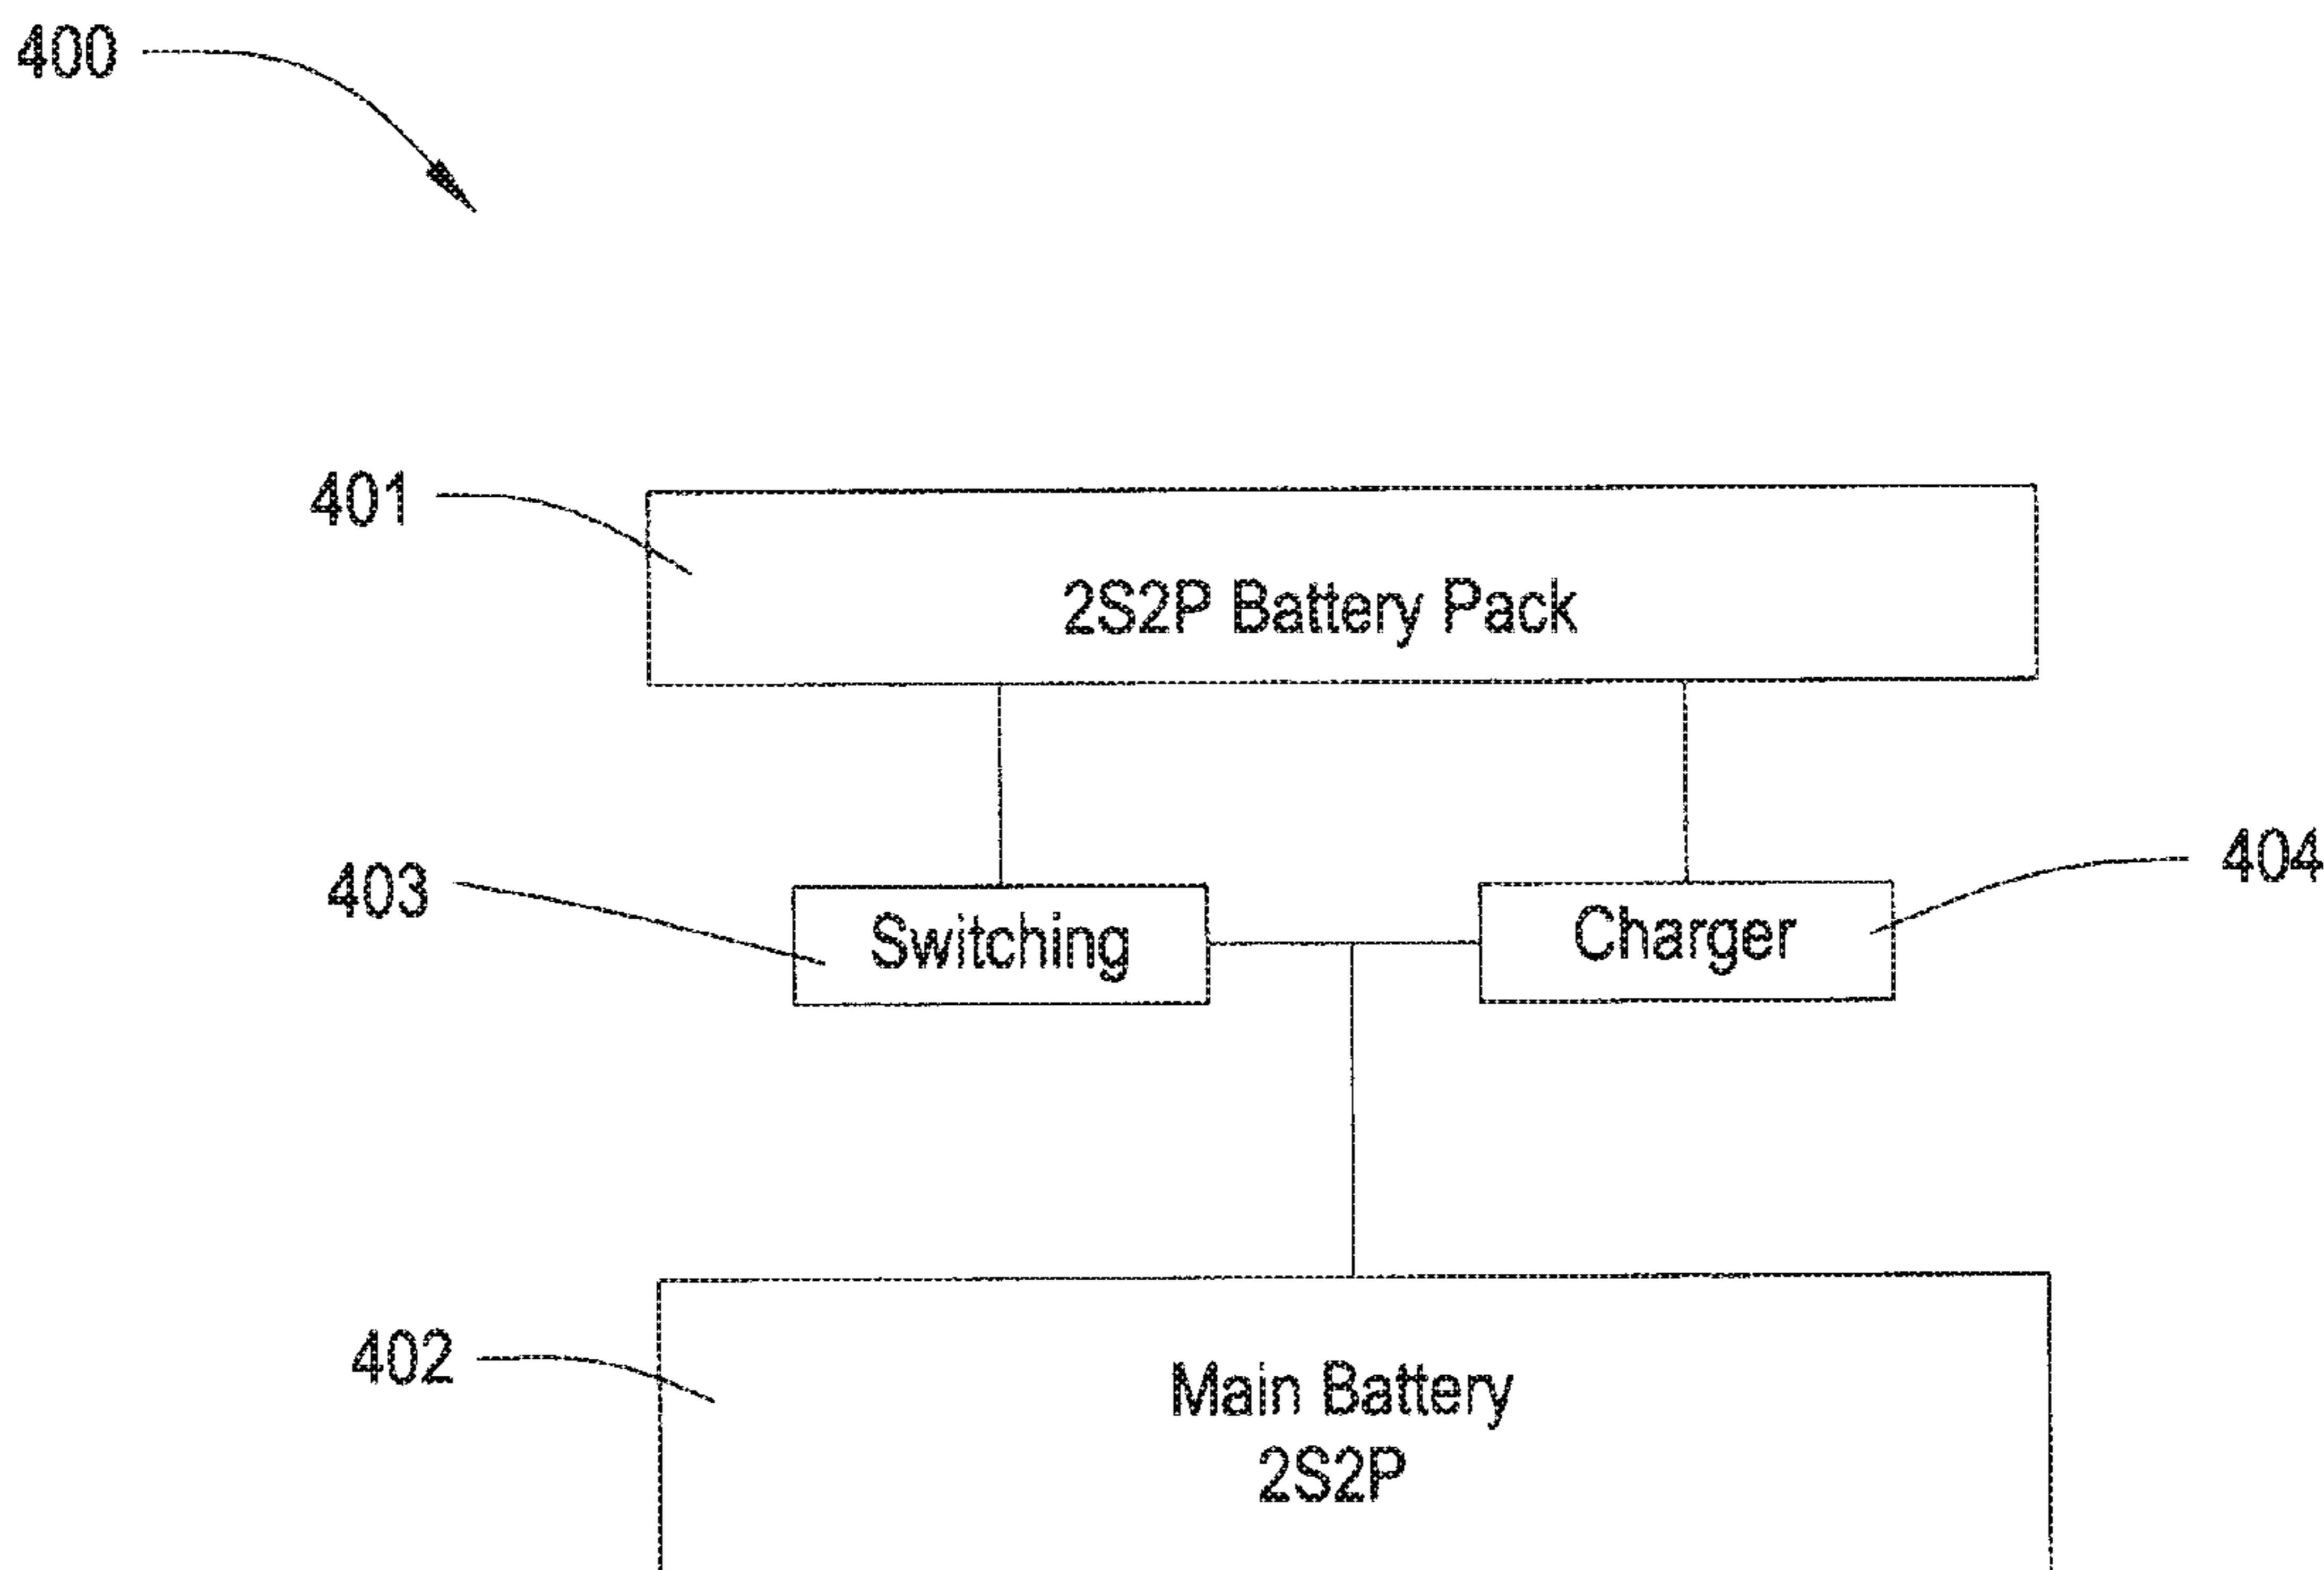 400
401
2S2P Battery Pack
403
Switching
Charger
404
402
Main Battery
2S2P